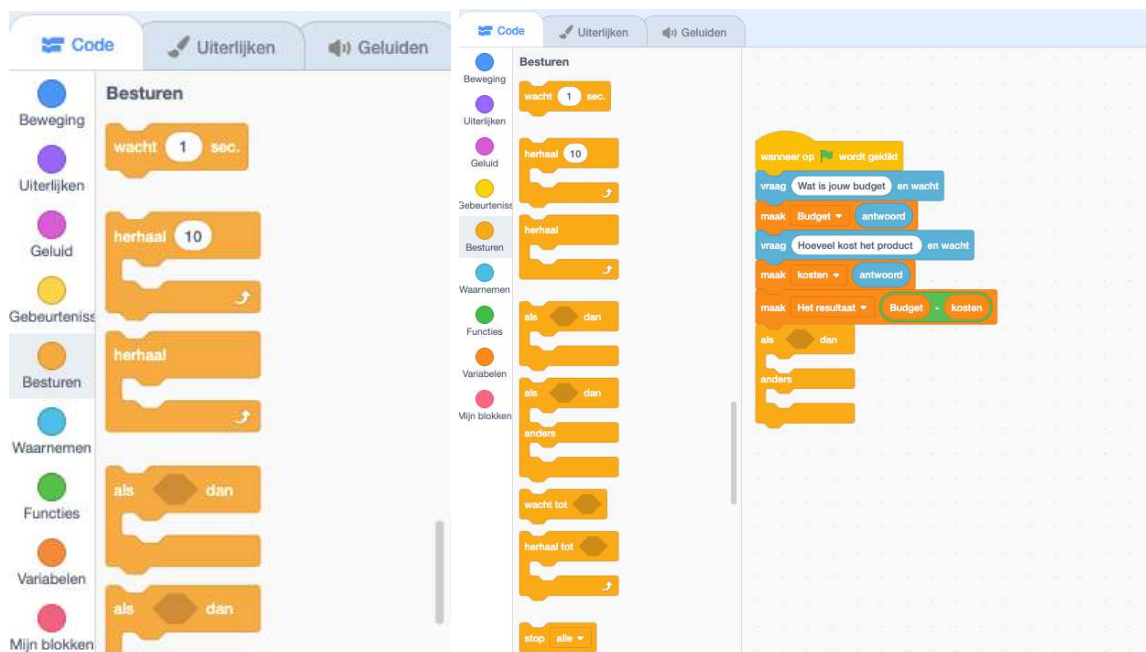 Code
Uiterlijken
Geluiden
Beweging
Uiterlijken
Geluid
Gebeurteniss
Besturen
Waarnemen
Functies
Variabelen
Mijn blokken
Besturen
wacht 1 sec.
herhaal 10
herhaal
als dan
als dan
Code
Uiterlijken
Geluiden
Beweging
Uiterlijken
Geluid
Gebeurteniss
Besturen
Waarnemen
Functies
Variabelen
Mijn blokken
Besturen
wacht 1 sec.
herhaal 10
herhaal
als dan
als dan
anders
wacht tot
herhaal tot
stop alle
wanneer op wordt geklikt
vraag Wat is jouw budget en wacht
maak Budget antwoord
vraag Hoeveel kost het product en wacht
maak kosten antwoord
maak Het resultaat Budget - kosten
als dan
anders